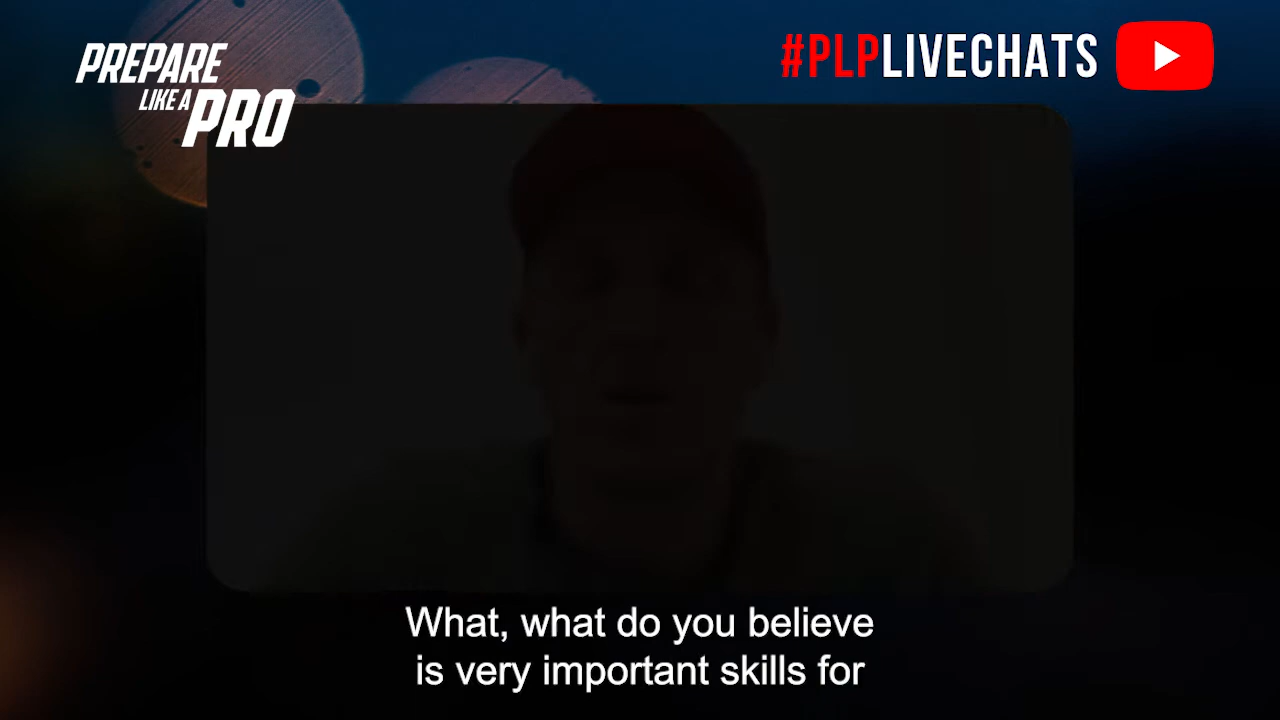 PREPARE
LIKE A
PRO
#PLPLIVECHATS
What, what do you believe
is very important skills for